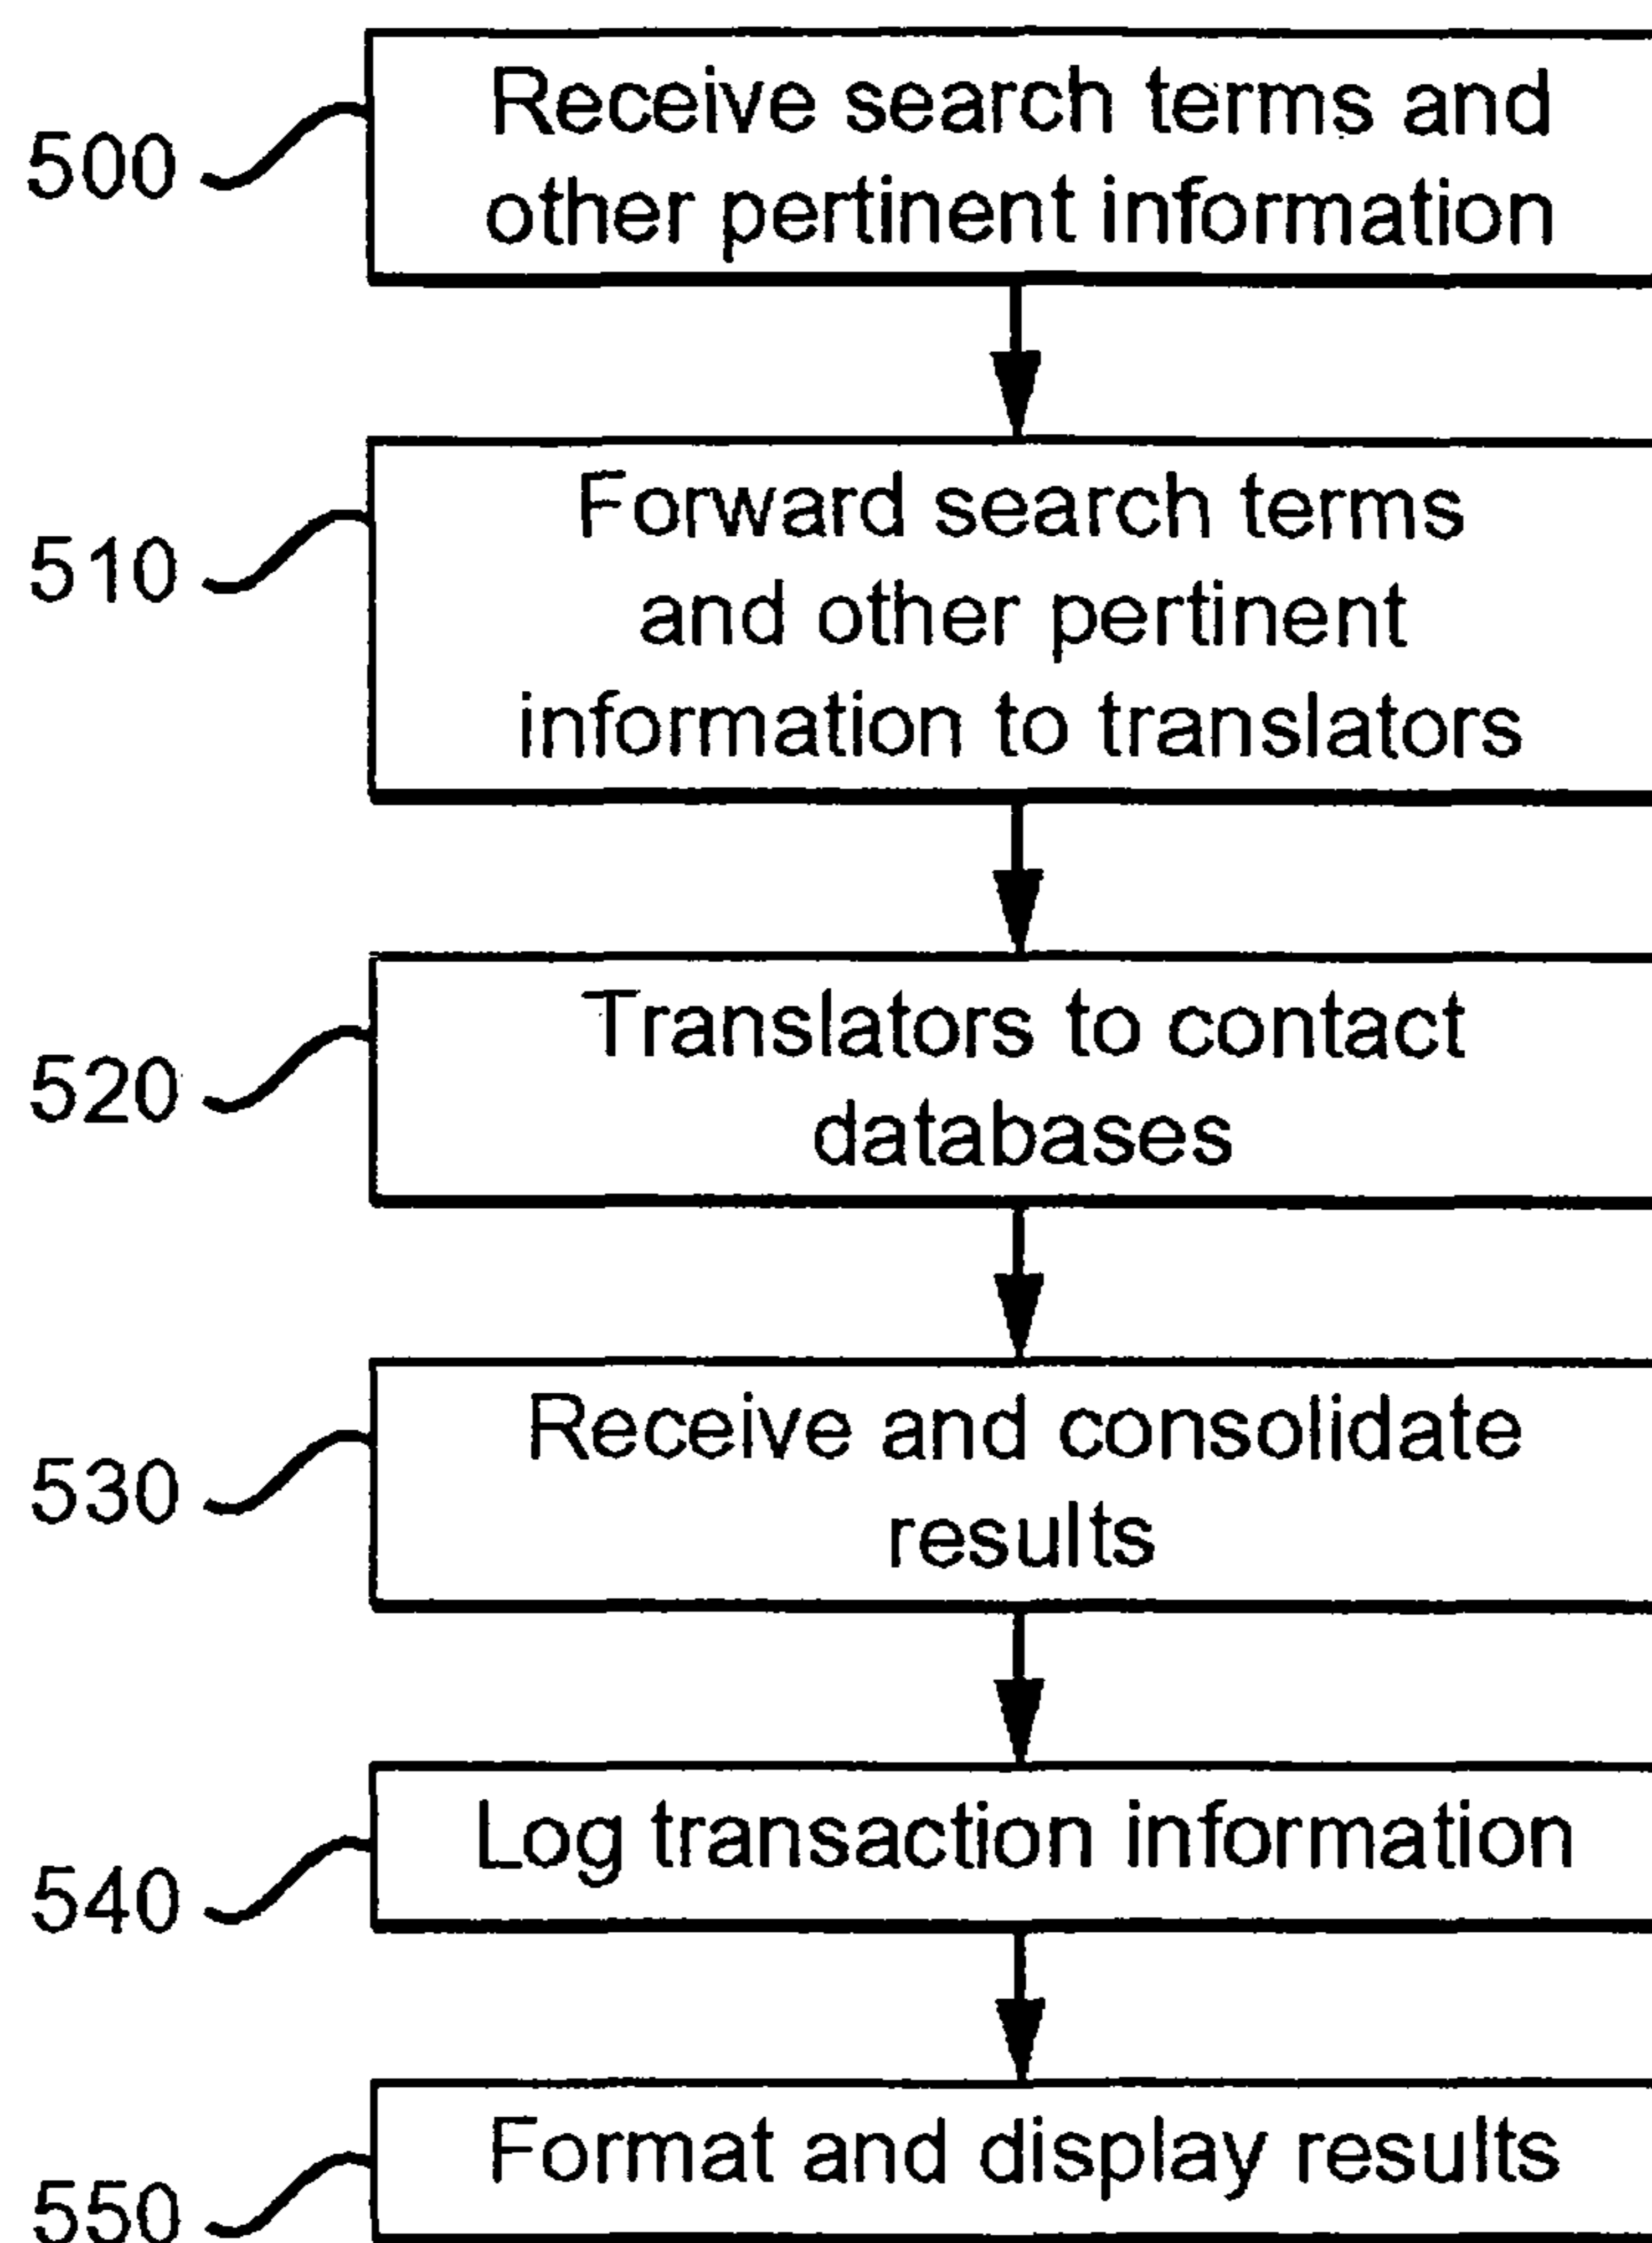 500
Receive search terms and
other pertinent information
510
Forward search terms
and other pertinent
information to translators
520
Translators to contact
databases
530
Receive and consolidate
results
540
Log transaction information
550
Format and display results